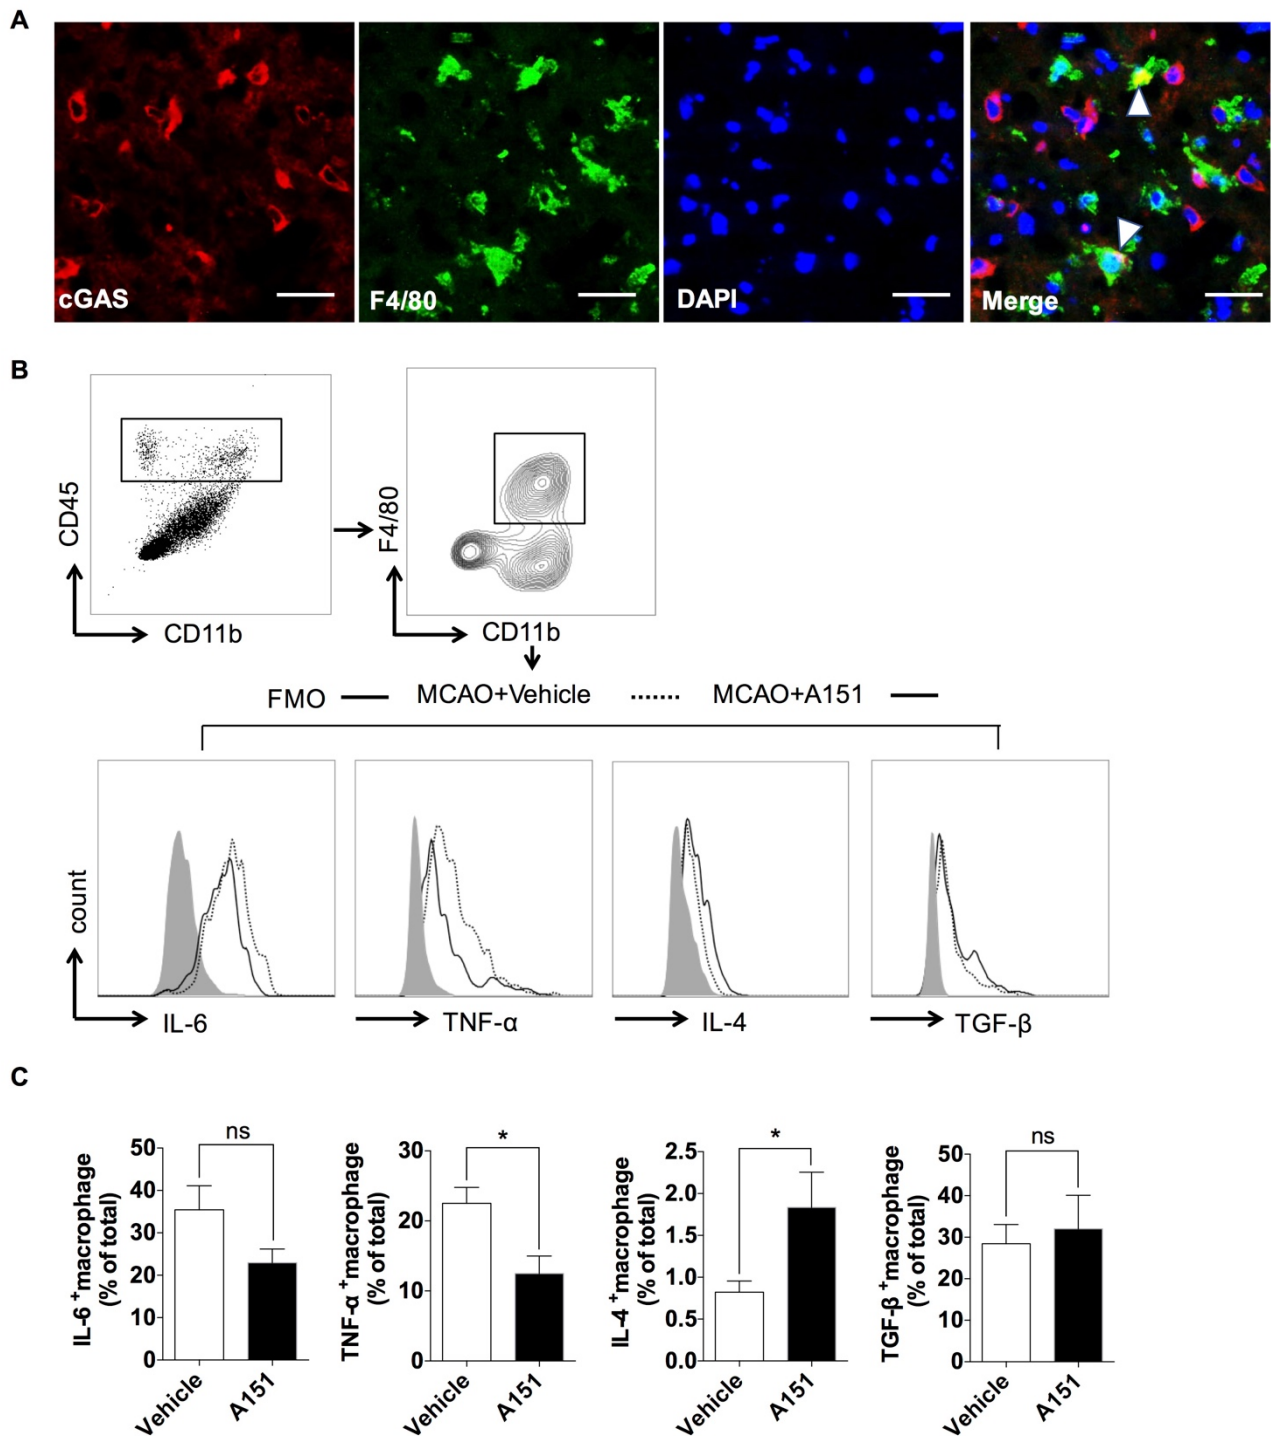 A
cGAS
F4/80
DAPI
Merge
B
CD45
CD11b
F4/80
CD11b
FMO
MCAO+Vehicle
MCAO+A151
count
IL-6
TNF-α
IL-4
TGF-β
C
IL-6 +macrophage
(% of total)
50
40
30
20
10
0
ns
Vehicle
A151
TNF-α +macrophage
(% of total)
30
20
10
0
*
Vehicle
A151
IL-4 +macrophage
(% of total)
2.5
2.0
1.5
1.0
0.5
0.0
*
Vehicle
A151
TGF-β +macrophage
(% of total)
50
40
30
20
10
0
ns
Vehicle
A151